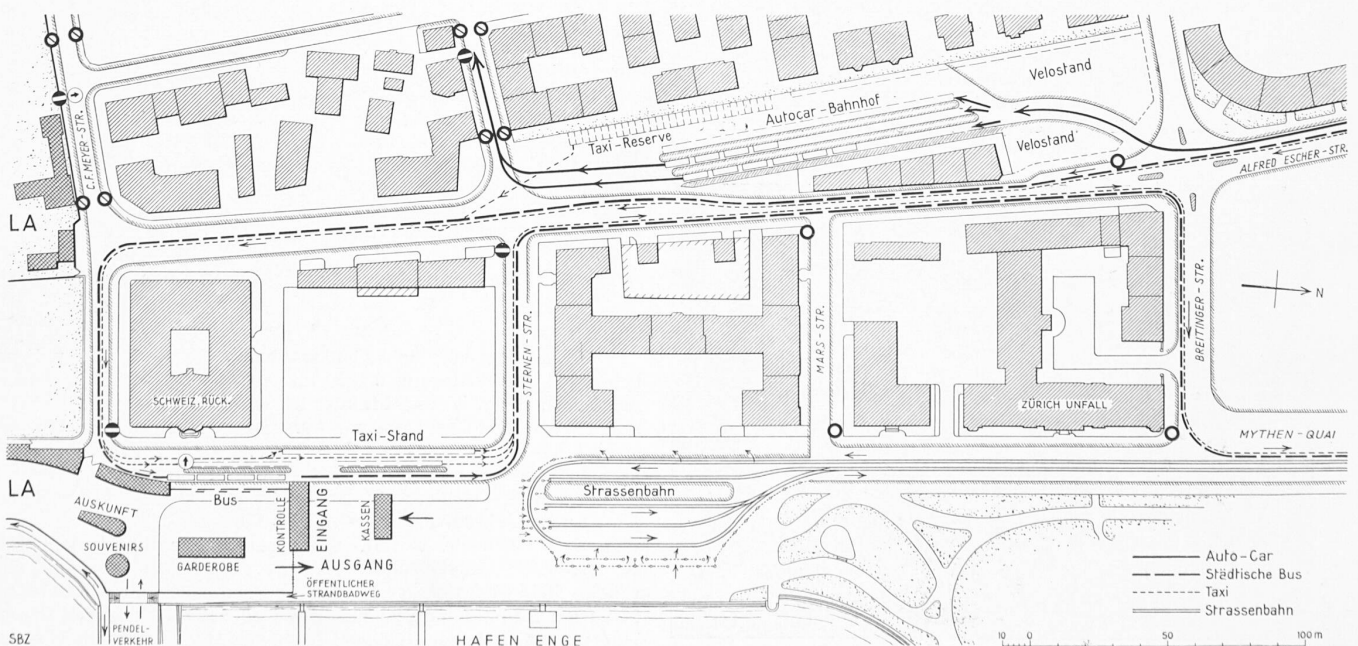 Velostand
Autocar-Bahnhof
Taxi-Reserve
Velostand
C.F. MEYER-STR.
ALFRED ESCHER-STR.
LA
N
STERNEN-STR.
MARS-STR.
BREITINGER-STR.
SCHWEIZ. RÜCK.
ZÜRICH UNFALL
Taxi-Stand
MYTHEN-QUAI
LA
Bus
Strassenbahn
AUSKUNFT
KONTROLLE
EINGANG
KASSEN
SOUVENIRS
GARDEROBE
AUSGANG
ÖFFENTLICHER
STRANDBADWEG
Auto-Car
Städtische Bus
Taxi
Strassenbahn
SBZ
PENDEL-
VERKEHR
HAFEN ENGE
10 0 50 100 m